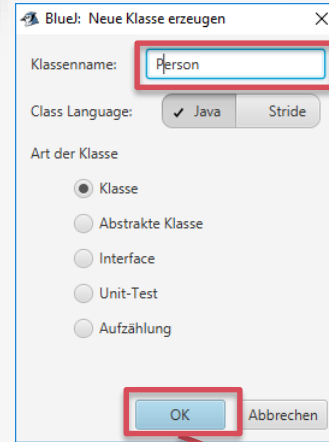 BlueJ: Neue Klasse erzeugen
Klassenname: Person
Class Language: Java Stride
Art der Klasse
Klasse
Abstrakte Klasse
Interface
Unit-Test
Aufzählung
OK Abbrechen